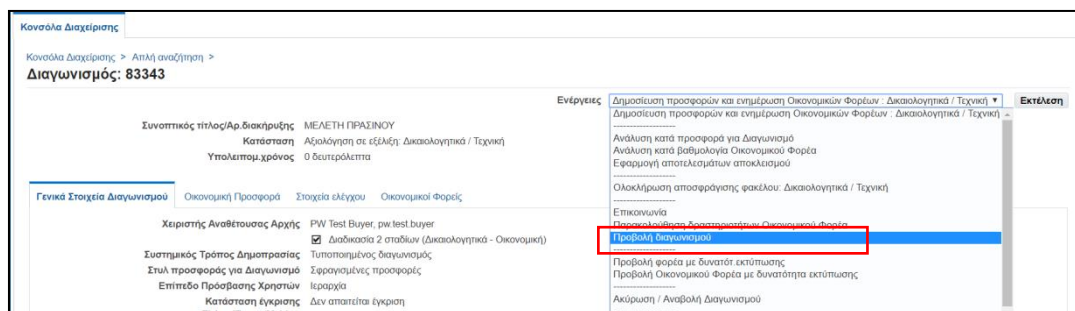 Κονσόλα Διαχείρισης
Κονσόλα Διαχείρισης > Απλή αναζήτηση >
Διαγωνισμός: 83343
Ενέργειες Δημοσίευση προσφορών και ενημέρωση Οικονομικών Φορέων : Δικαιολογητικά / Τεχνική Εκτέλεση
Δημοσίευση προσφορών και ενημέρωση Οικονομικών Φορέων : Δικαιολογητικά / Τεχνική
--------------------
Ανάλυση κατά προσφορά για Διαγωνισμό
Ανάλυση κατά βαθμολογία Οικονομικού Φορέα
Εφαρμογή αποτελεσμάτων αποκλεισμού
--------------------
Ολοκλήρωση αποσφράγισης φακέλου: Δικαιολογητικά / Τεχνική
--------------------
Επικοινωνία
Παρακολούθηση δραστηριοτήτων Οικονομικού Φορέα
Προβολή διαγωνισμού
--------------------
Προβολή φορέα με δυνατότ.εκτύπωσης
Προβολή Οικονομικού Φορέα με δυνατότητα εκτύπωσης
--------------------
Ακύρωση / Αναβολή Διαγωνισμού
Συνοπτικός τίτλος/Αρ.διακήρυξης ΜΕΛΕΤΗ ΠΡΑΣΙΝΟΥ
Κατάσταση Αξιολόγηση σε εξέλιξη: Δικαιολογητικά / Τεχνική
Υπολειπομ.χρόνος 0 δευτερόλεπτα
Γενικά Στοιχεία Διαγωνισμού Οικονομική Προσφορά Στοιχεία ελέγχου Οικονομικοί Φορείς
Χειριστής Αναθέτουσας Αρχής PW Test Buyer, pw.test.buyer
Διαδικασία 2 σταδίων (Δικαιολογητικά - Οικονομική)
Συστημικός Τρόπος Δημοπρασίας Τυποποιημένος διαγωνισμός
Στυλ προσφοράς για Διαγωνισμό Σφραγισμένες προσφορές
Επίπεδο Πρόσβασης Χρηστών Ιεραρχία
Κατάσταση έγκρισης Δεν απαιτείται έγκριση